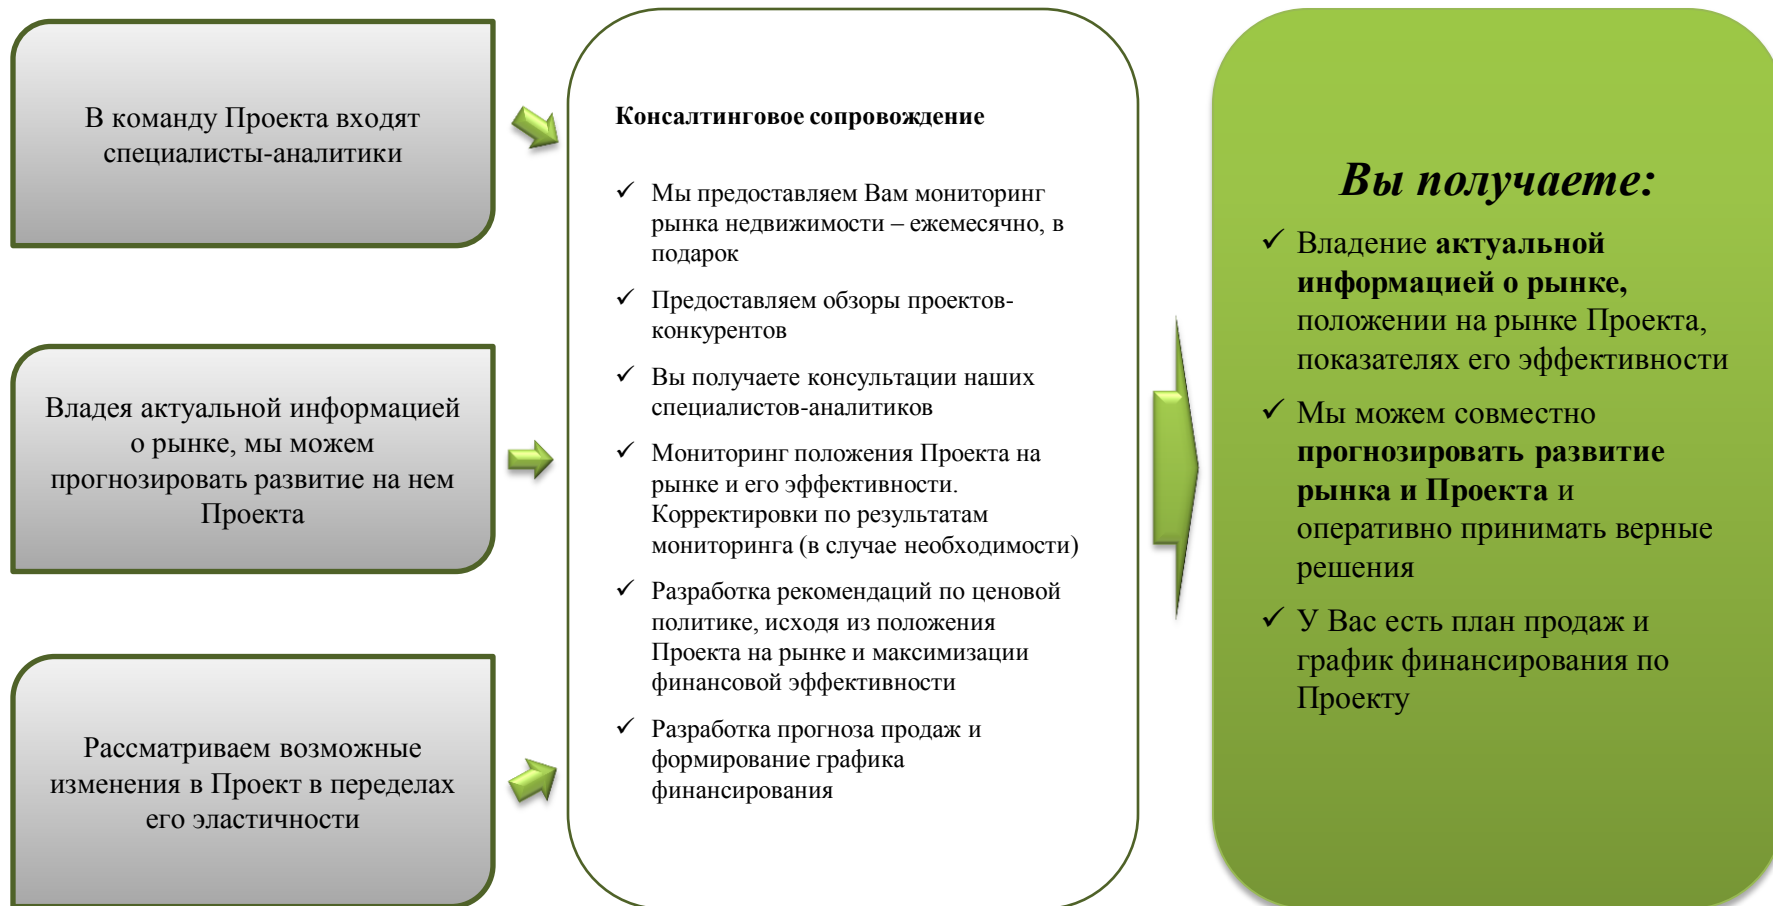 В команду Проекта входят
специалисты-аналитики
Владея актуальной информацией
о рынке, мы можем
прогнозировать развитие на нем
Проекта
Рассматриваем возможные
изменения в Проект в переделах
его эластичности
Консалтинговое сопровождение
✓ Мы предоставляем Вам мониторинг
рынка недвижимости – ежемесячно, в
подарок
✓ Предоставляем обзоры проектов-
конкурентов
✓ Вы получаете консультации наших
специалистов-аналитиков
✓ Мониторинг положения Проекта на
рынке и его эффективности.
Корректировки по результатам
мониторинга (в случае необходимости)
✓ Разработка рекомендаций по ценовой
политике, исходя из положения
Проекта на рынке и максимизации
финансовой эффективности
✓ Разработка прогноза продаж и
формирование графика
финансирования
Вы получаете:
✓ Владение актуальной
информацией о рынке,
положении на рынке Проекта,
показателях его эффективности
✓ Мы можем совместно
прогнозировать развитие
рынка и Проекта и
оперативно принимать верные
решения
✓ У Вас есть план продаж и
график финансирования по
Проекту